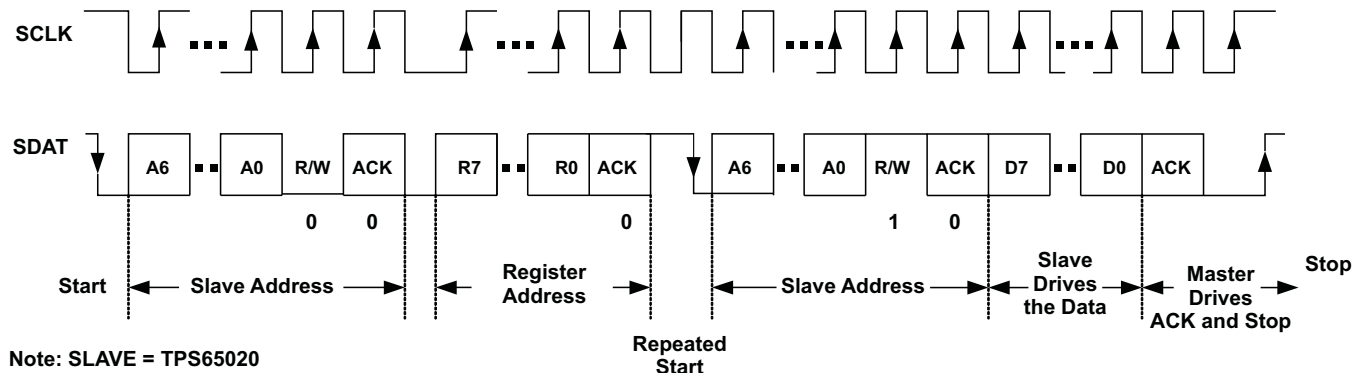 SCLK
SDAT
A6 A0 R/W ACK R7 R0 ACK A6 A0 R/W ACK D7 D0 ACK
0 0 0 1 0
Start Slave Address Register Address Slave Address Slave Drives the Data Master Drives ACK and Stop Stop
Repeated Start
Note: SLAVE = TPS65020